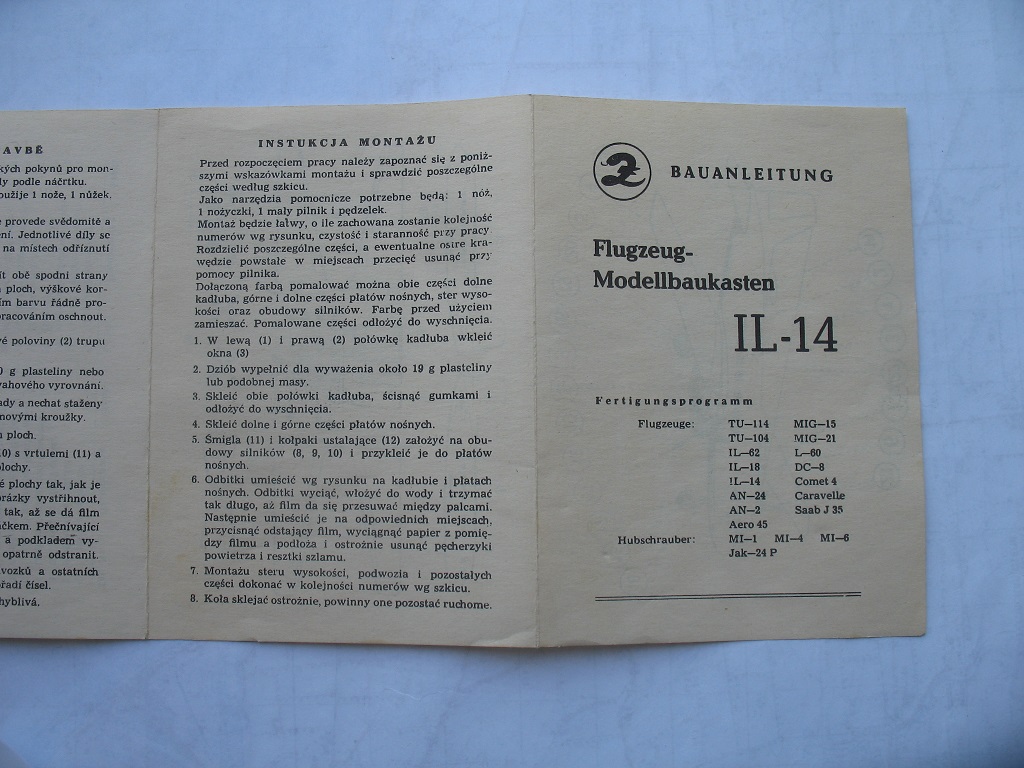 AVBĚ
kých pokynů pro mon-
ly podle náčrtku.
oužije 1 nože, 1 nůžek.
provede svědomitě a
ení. Jednotlivé díly se
na místech odříznutí
ít obě spodní strany
ploch, výškové kor-
ím barvu řádně pro-
racováním oschnout.
vé poloviny (2) trupu
0 g plasteliny nebo
vahového vyrovnání.
ady a nechat staženy
novými kroužky.
ploch.
0) s vrtulemi (11) a
plochy.
é plochy tak, jak je
rázky vystřihnout,
tak, až se dá film
čkem. Přečnívající
a podkladem vy-
opatrně odstranit.
vozků a ostatních
řadí čísel.
hyblivá.
INSTUKCJA MONTAŻU
Przed rozpoczęciem pracy należy zapoznać się z poniż-
szymi wskazówkami montażu i sprawdzić poszczególne
części według szkicu.
Jako narzędzia pomocnicze potrzebne będą: 1 nóż,
1 nożyczki, 1 mały pilnik i pędzelek.
Montaż będzie łatwy, o ile zachowana zostanie kolejność
numerów wg rysunku, czystość i staranność przy pracy.
Rozdzielić poszczególne części, a ewentualne ostre kra-
wędzie powstałe w miejscach przecięć usunąć przy
pomocy pilnika.
Dołączoną farbą pomalować można obie części dolne
kadłuba, górne i dolne części płatów nośnych, ster wyso-
kości oraz obudowy silników. Farbę przed użyciem
zamieszać. Pomalowane części odłożyć do wyschnięcia.
1. W lewą (1) i prawą (2) połówkę kadłuba wkleić
okna (3)
2. Dziób wypełnić dla wyważenia około 19 g plasteliny
lub podobnej masy.
3. Skleić obie połówki kadłuba, ścisnąć gumkami i
odłożyć do wyschnięcia.
4. Skleić dolne i górne części płatów nośnych.
5. Śmigla (11) i kołpaki ustalające (12) założyć na obu-
dowy silników (8, 9, 10) i przykleić je do płatów
nośnych.
6. Odbitki umieścić wg rysunku na kadłubie i płatach
nośnych. Odbitki wyciąć, włożyć do wody i trzymać
tak długo, aż film da się przesuwać między palcami.
Następnie umieścić je na odpowiednich miejscach,
przycisnąć odstający film, wyciągnąć papier z pomię-
dzy filmu a podłoża i ostrożnie usunąć pęcherzyki
powietrza i resztki szlamu.
7. Montażu steru wysokości, podwozia i pozostałych
części dokonać w kolejności numerów wg szkicu.
8. Koła sklejać ostrożnie, powinny one pozostać ruchome.
BAUANLEITUNG
Flugzeug-
Modellbaukasten
IL-14
Fertigungsprogramm
Flugzeuge: TU—114 MIG—15
TU—104 MIG—21
IL—62 L—60
IL—18 DC—8
IL—14 Comet 4
AN—24 Caravelle
AN—2 Saab J 35
Aero 45
Hubschrauber: MI—1 MI—4 MI—6
Jak—24 P